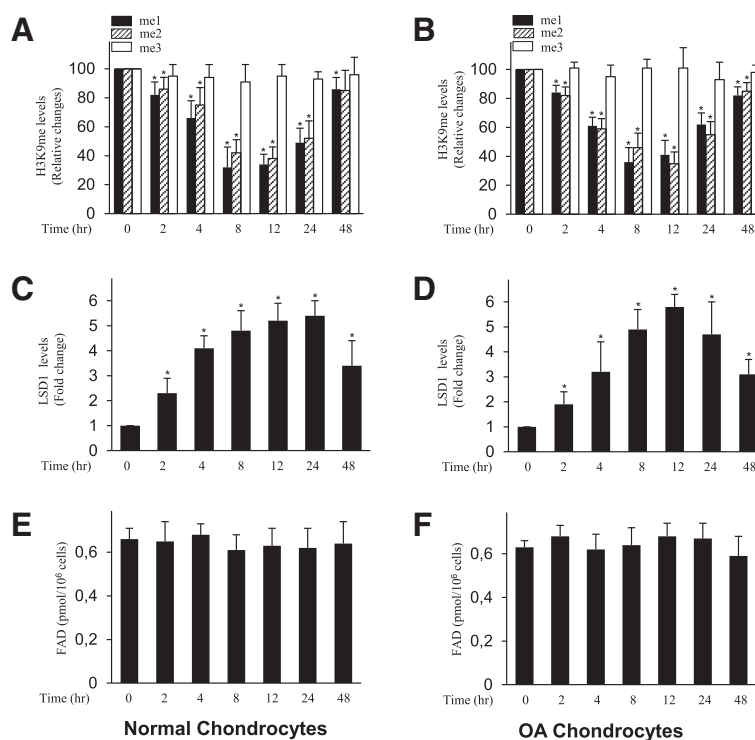 A
me1
me2
me3
H3K9me levels
(Relative changes)
100
80
60
40
20
0
* * * * * * * * * * * *
Time (hr) 0 2 4 8 12 24 48
B
me1
me2
me3
H3K9me levels
(Relative changes)
100
80
60
40
20
0
* * * * * * * * * * * *
Time (hr) 0 2 4 8 12 24 48
C
LSD1 levels
(Fold change)
6
5
4
3
2
1
0
* * * * * *
Time (hr) 0 2 4 8 12 24 48
D
LSD1 levels
(Fold change)
6
5
4
3
2
1
0
* * * * * *
Time (hr) 0 2 4 8 12 24 48
E
FAD (pmol/10⁶ cells)
0,6
0,4
0,2
0
Time (hr) 0 2 4 8 12 24 48
Normal Chondrocytes
F
FAD (pmol/10⁶ cells)
0,6
0,4
0,2
0
Time (hr) 0 2 4 8 12 24 48
OA Chondrocytes